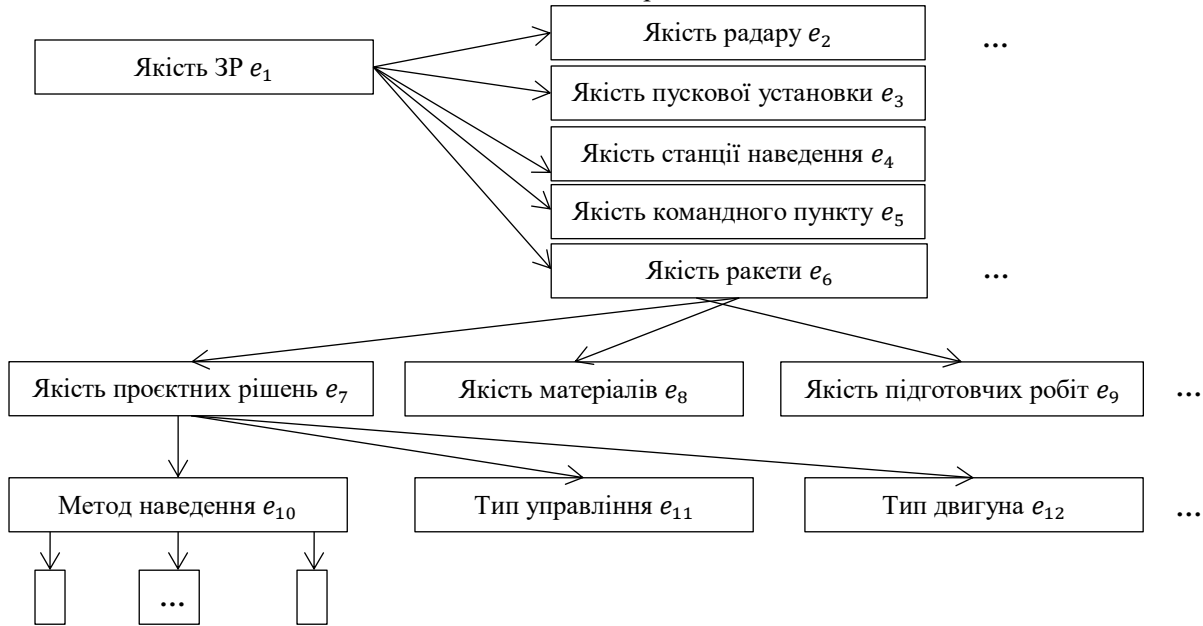 Якість радару e₂
...
Якість ЗР e₁
Якість пускової установки e₃
Якість станції наведення e₄
Якість командного пункту e₅
Якість ракети e₆
...
Якість проєктних рішень e₇
Якість матеріалів e₈
Якість підготовчих робіт e₉
...
Метод наведення e₁₀
Тип управління e₁₁
Тип двигуна e₁₂
...
...